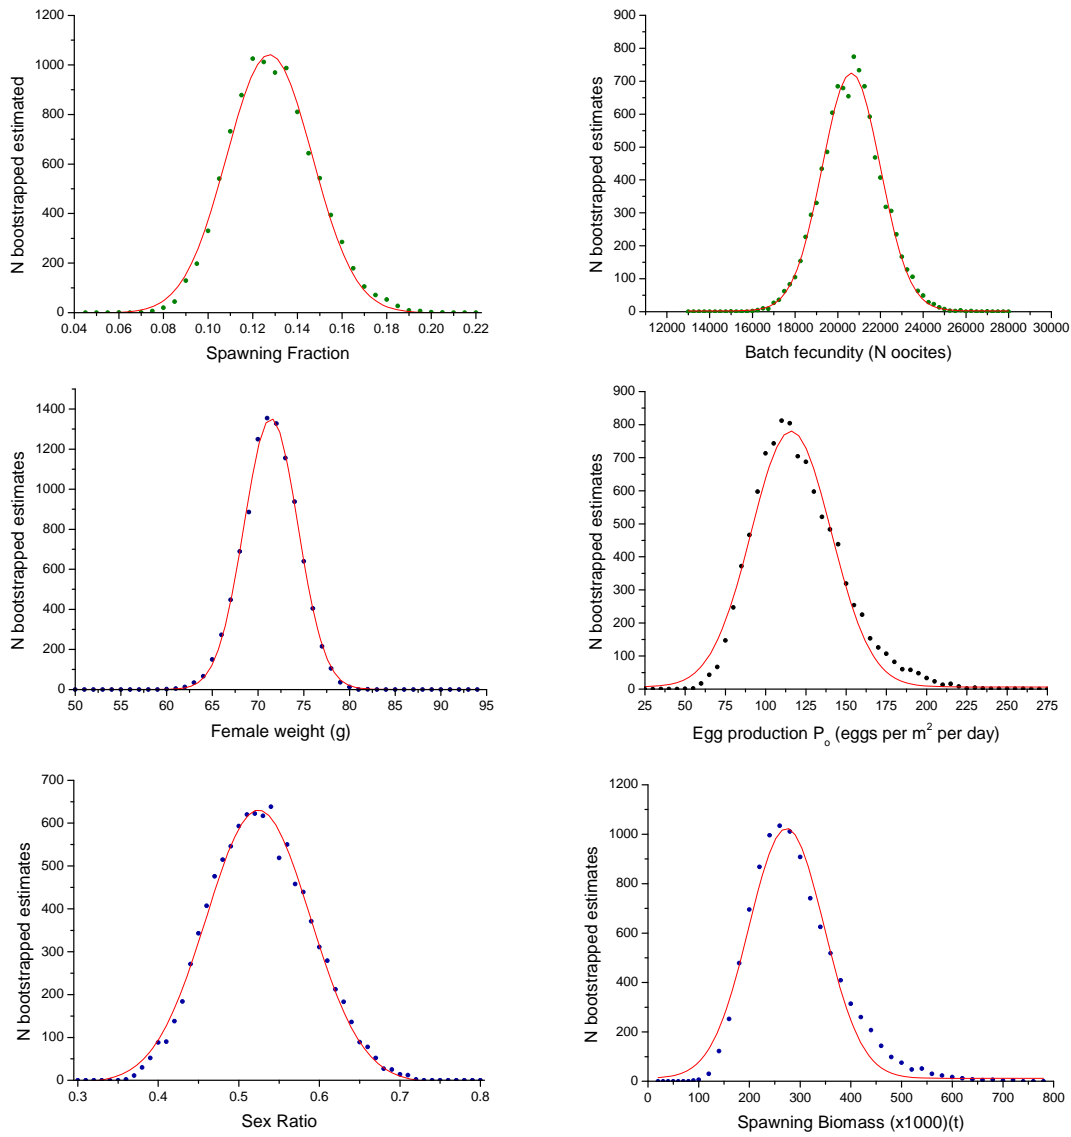 1200
1000
800
600
400
200
0
N bootstrapped estimated
0.04 0.06 0.08 0.10 0.12 0.14 0.16 0.18 0.20 0.22
Spawning Fraction
900
800
700
600
500
400
300
200
100
0
N bootstrapped estimates
12000 14000 16000 18000 20000 22000 24000 26000 28000 30000
Batch fecundity (N oocites)
1400
1200
1000
800
600
400
200
0
N bootstrapped estimates
50 55 60 65 70 75 80 85 90 95
Female weight (g)
900
800
700
600
500
400
300
200
100
0
N bootstrapped estimates
25 50 75 100 125 150 175 200 225 250 275
Egg production Po (eggs per m2 per day)
700
600
500
400
300
200
100
0
N bootstrapped estimates
0.3 0.4 0.5 0.6 0.7 0.8
Sex Ratio
1200
1000
800
600
400
200
0
N bootstrapped estimates
0 100 200 300 400 500 600 700 800
Spawning Biomass (x1000)(t)